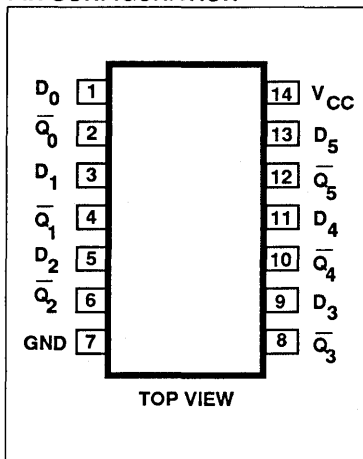 D0 1 14 VCC
Q̅0 2 13 D5
D1 3 12 Q̅5
Q̅1 4 11 D4
D2 5 10 Q̅4
Q̅2 6 9 D3
GND 7 8 Q̅3
TOP VIEW